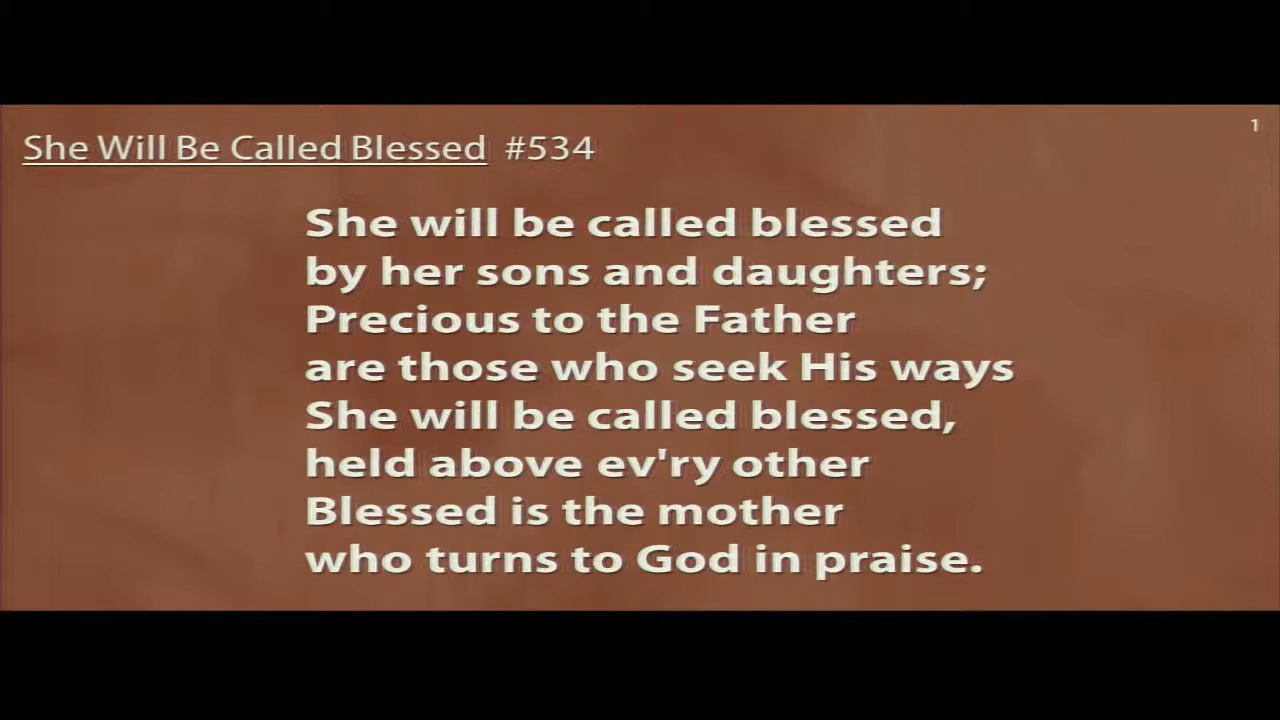 She Will Be Called Blessed #534
1
She will be called blessed
by her sons and daughters;
Precious to the Father
are those who seek His ways
She will be called blessed,
held above ev'ry other
Blessed is the mother
who turns to God in praise.